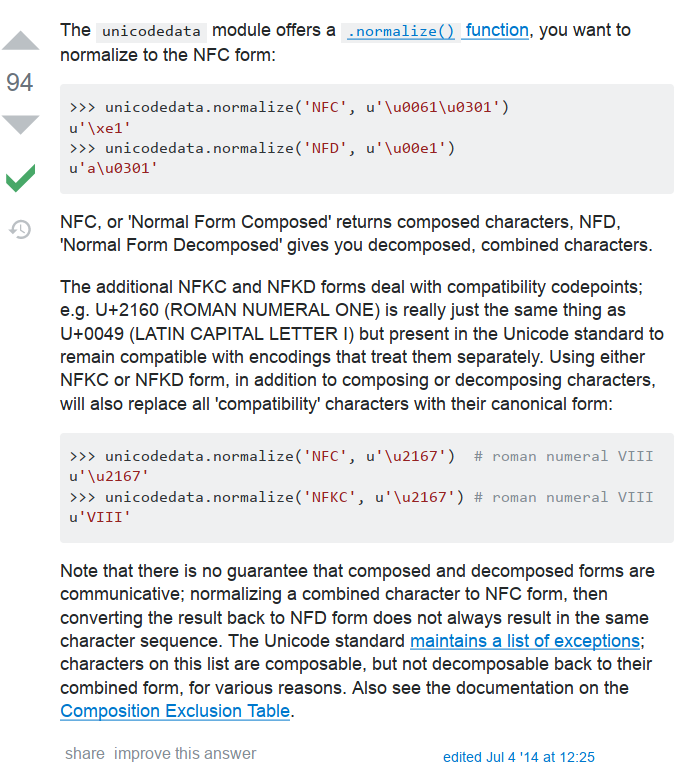 The unicodedata module offers a .normalize() function, you want to
normalize to the NFC form:
94
>>> unicodedata.normalize('NFC', u'\u0061\u0301')
u'\xe1'
>>> unicodedata.normalize('NFD', u'\u00e1')
u'a\u0301'
NFC, or 'Normal Form Composed' returns composed characters, NFD,
'Normal Form Decomposed' gives you decomposed, combined characters.
The additional NFKC and NFKD forms deal with compatibility codepoints;
e.g. U+2160 (ROMAN NUMERAL ONE) is really just the same thing as
U+0049 (LATIN CAPITAL LETTER I) but present in the Unicode standard to
remain compatible with encodings that treat them separately. Using either
NFKC or NFKD form, in addition to composing or decomposing characters,
will also replace all 'compatibility' characters with their canonical form:
>>> unicodedata.normalize('NFC', u'\u2167')  # roman numeral VIII
u'\u2167'
>>> unicodedata.normalize('NFKC', u'\u2167') # roman numeral VIII
u'VIII'
Note that there is no guarantee that composed and decomposed forms are
communicative; normalizing a combined character to NFC form, then
converting the result back to NFD form does not always result in the same
character sequence. The Unicode standard maintains a list of exceptions;
characters on this list are composable, but not decomposable back to their
combined form, for various reasons. Also see the documentation on the
Composition Exclusion Table.
share improve this answer
edited Jul 4 '14 at 12:25